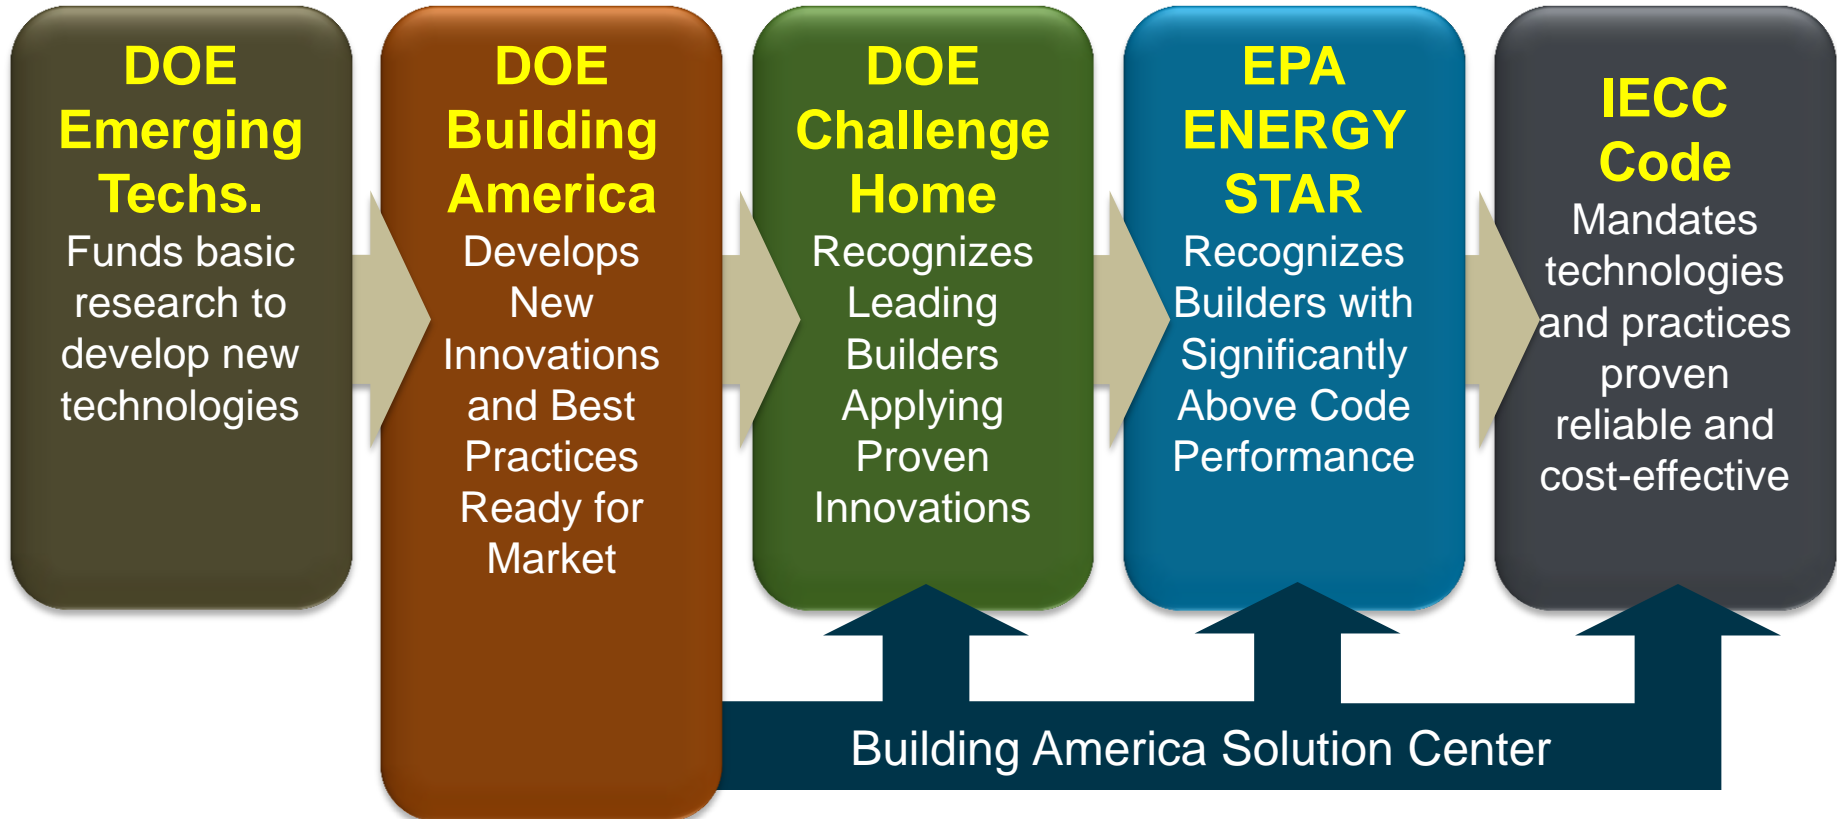 DOE
Emerging
Techs.
Funds basic
research to
develop new
technologies
DOE
Building
America
Develops
New
Innovations
and Best
Practices
Ready for
Market
DOE
Challenge
Home
Recognizes
Leading
Builders
Applying
Proven
Innovations
EPA
ENERGY
STAR
Recognizes
Builders with
Significantly
Above Code
Performance
IECC
Code
Mandates
technologies
and practices
proven
reliable and
cost-effective
Building America Solution Center